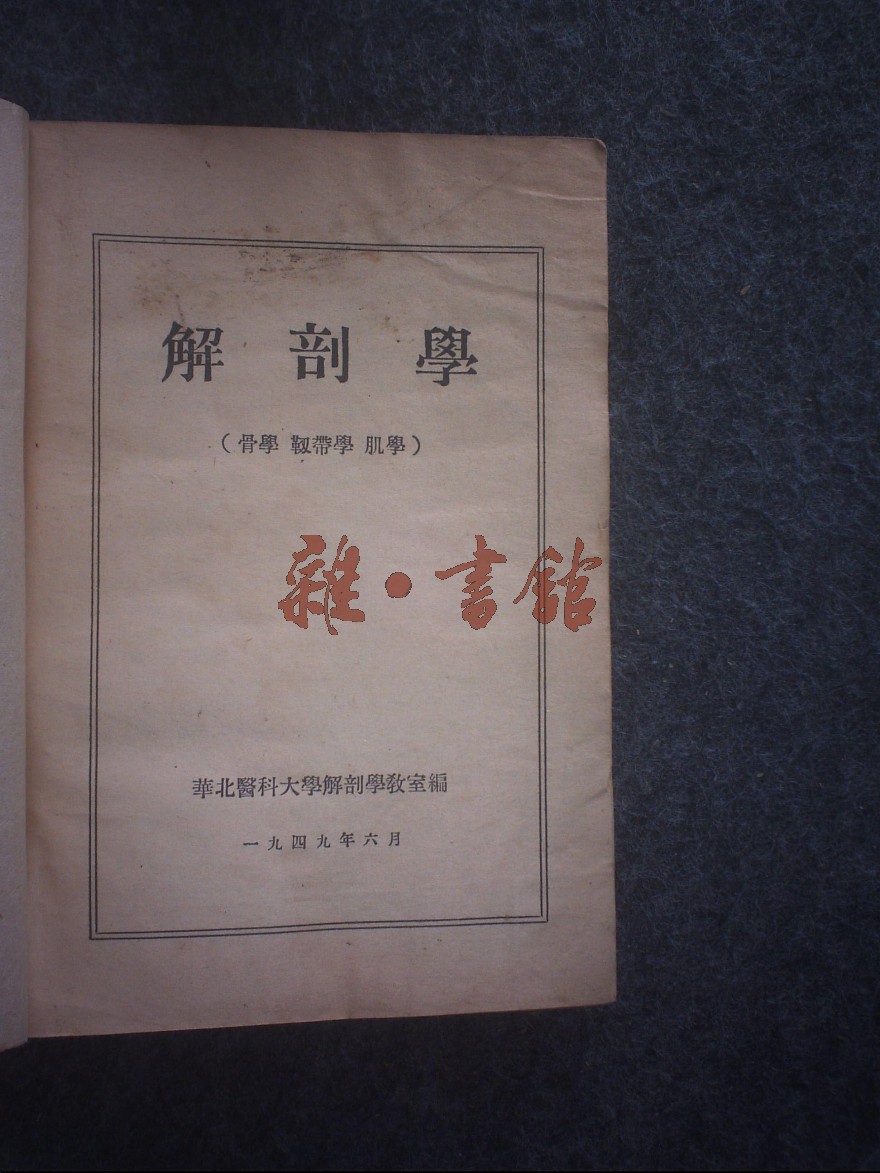 解剖學
(骨學 靱帶學 肌學)
雜·書館
華北醫科大學解剖學教室編
一九四九年六月